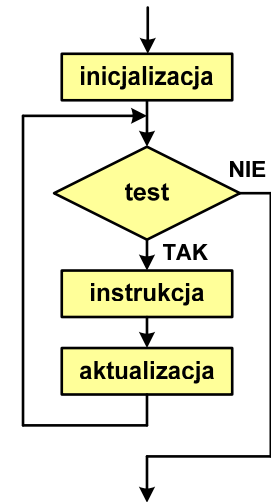 inicjalizacja
test
NIE
TAK
instrukcja
aktualizacja